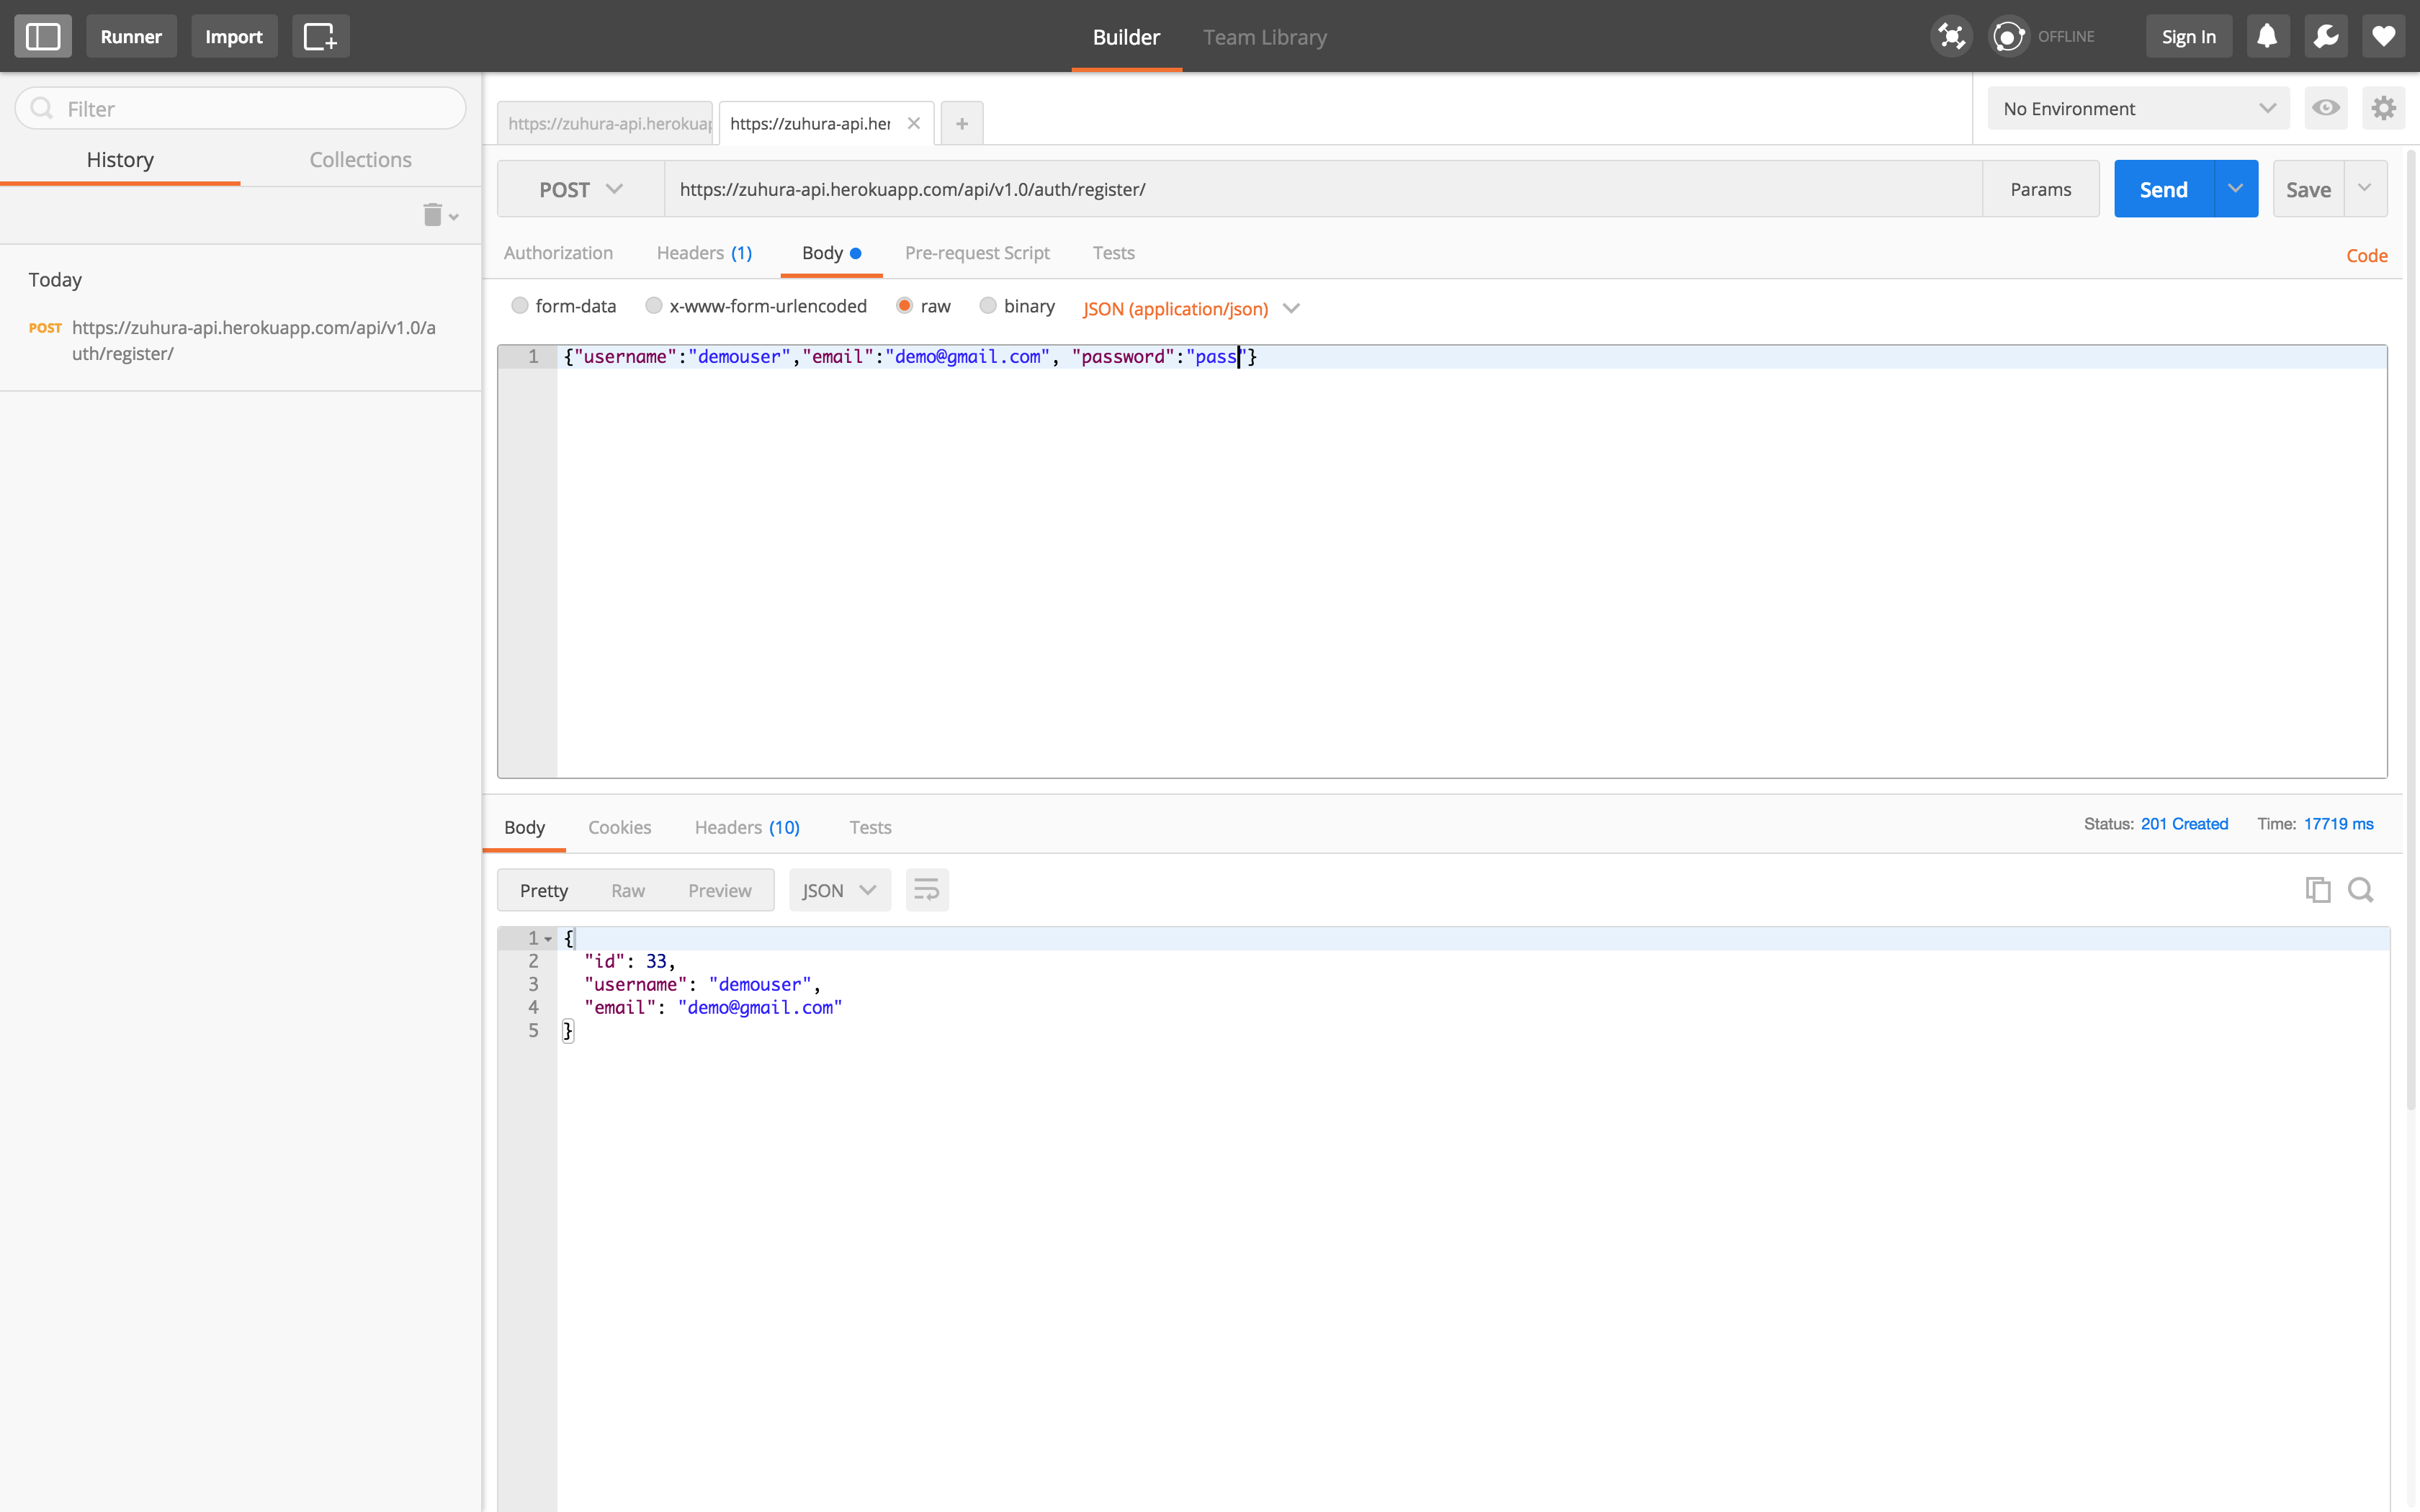 Runner Import Builder Team Library OFFLINE Sign In
Filter
https://zuhura-api.herokuap https://zuhura-api.her No Environment
History Collections
POST https://zuhura-api.herokuapp.com/api/v1.0/auth/register/ Params Send Save
Authorization Headers (1) Body Pre-request Script Tests Code
Today
form-data x-www-form-urlencoded raw binary JSON (application/json)
POST https://zuhura-api.herokuapp.com/api/v1.0/a
uth/register/
1 {"username":"demouser","email":"demo@gmail.com", "password":"pass"}
Body Cookies Headers (10) Tests Status: 201 Created Time: 17719 ms
Pretty Raw Preview JSON
1 {
2 "id": 33,
3 "username": "demouser",
4 "email": "demo@gmail.com"
5 }